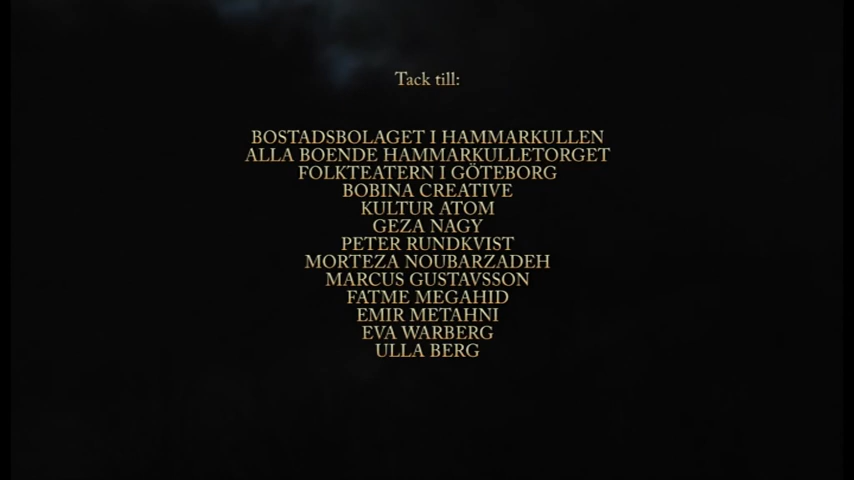 Tack till:
BOSTADSBOLAGET I HAMMARKULLEN
ALLA BOENDE HAMMARKULLETORGET
FOLKTEATERN I GÖTEBORG
BOBINA CREATIVE
KULTUR ATOM
GEZA NAGY
PETER RUNDKVIST
MORTEZA NOUBARZADEH
MARCUS GUSTAVSSON
FATME MEGAHID
EMIR METAHNI
EVA WARBERG
ULLA BERG